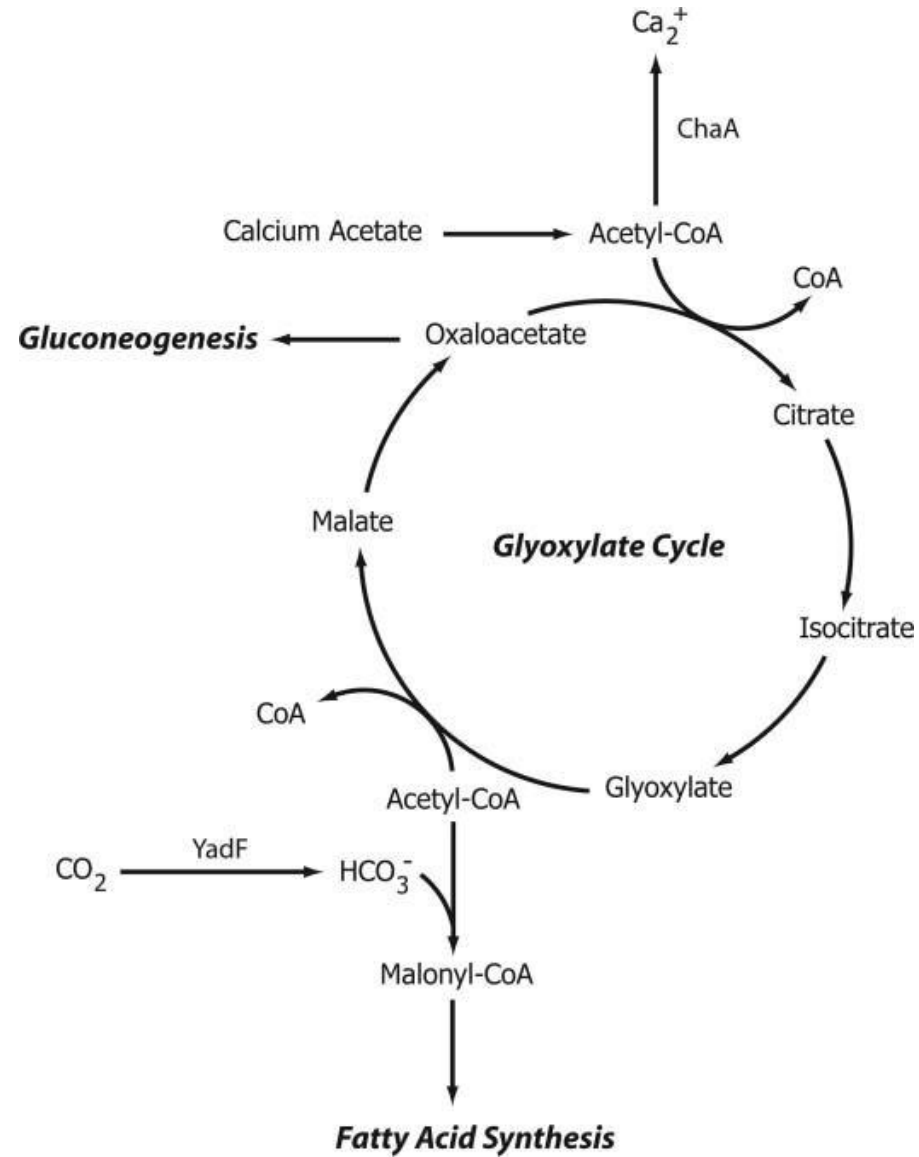 Ca₂⁺
ChaA
Calcium Acetate
Acetyl-CoA
CoA
Gluconeogenesis
Oxaloacetate
Citrate
Malate
Glyoxylate Cycle
Isocitrate
CoA
Acetyl-CoA
Glyoxylate
CO₂
YadF
HCO₃⁻
Malonyl-CoA
Fatty Acid Synthesis